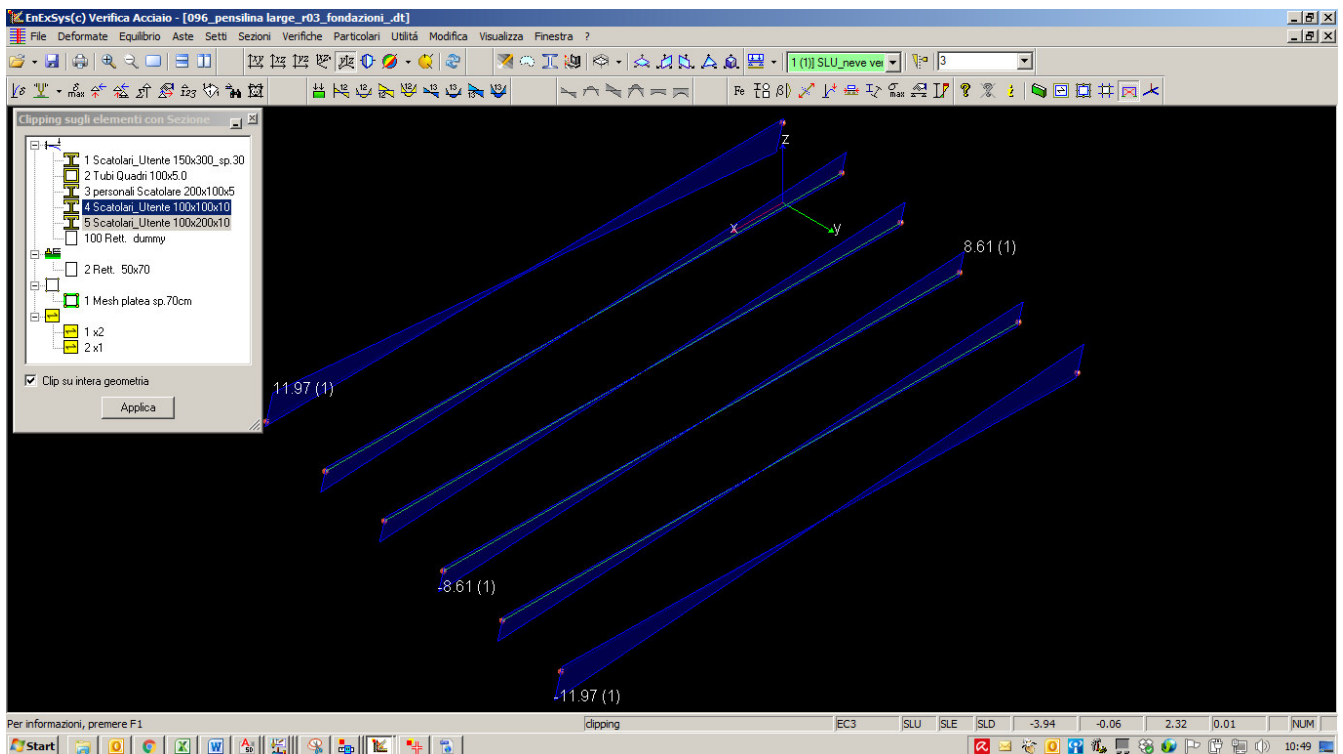 EnExSys(c) Verifica Acciaio - [096_pensilina large_r03_fondazioni_.dt]
File Deformate Equilibrio Aste Setti Sezioni Verifiche Particolari Utilitá Modifica Visualizza Finestra ?
1 (1)] SLU_neve ver
3
Clipping sugli elementi con Sezione
1 Scatolari_Utente 150x300_sp.30
2 Tubi Quadri 100x5.0
3 personali Scatolare 200x100x5
4 Scatolari_Utente 100x100x10
5 Scatolari_Utente 100x200x10
100 Rett. dummy
2 Rett. 50x70
1 Mesh platea sp.70cm
1 x2
2 x1
Clip su intera geometria
Applica
z
x
y
8.61 (1)
11.97 (1)
-8.61 (1)
-11.97 (1)
Per informazioni, premere F1
clipping
EC3
SLU
SLE
SLD
-3.94
-0.06
2.32
0.01
NUM
Start
10:49